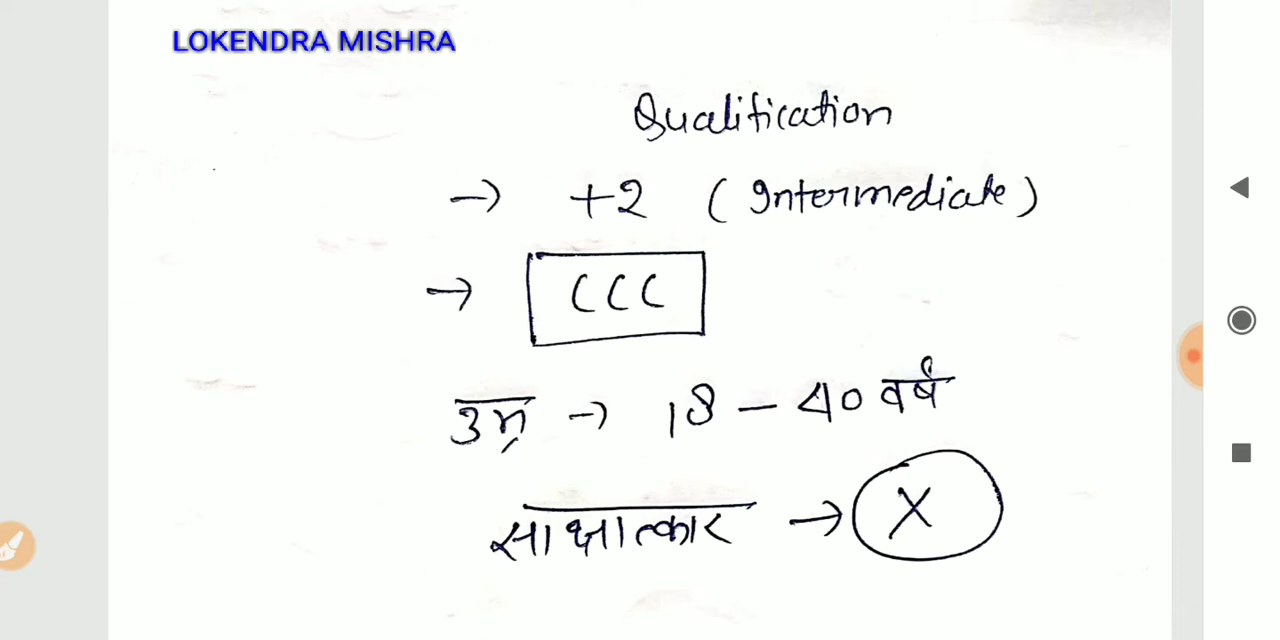 LOKENDRA MISHRA
Qualification
→ +2 (Intermediate)
→ CCC
उम्र → 18 - 40 वर्ष
साक्षात्कार → X